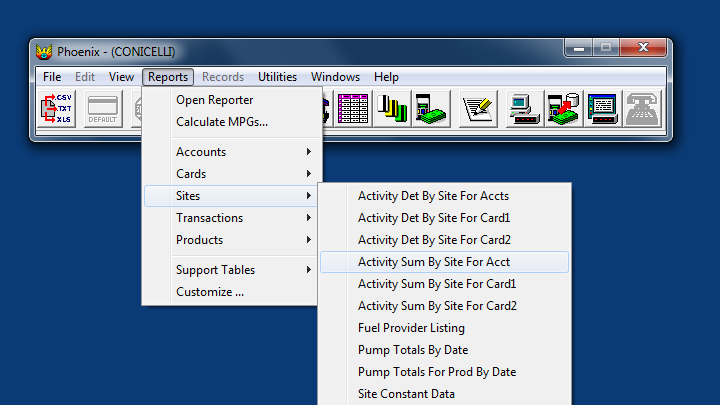 Phoenix - (CONICELLI)
File Edit View Reports Records Utilities Windows Help
CSV
TXT
XLS
DEFAULT
Open Reporter
Calculate MPGs...
Accounts
Cards
Sites
Transactions
Products
Support Tables
Customize ...
Activity Det By Site For Accts
Activity Det By Site For Card1
Activity Det By Site For Card2
Activity Sum By Site For Acct
Activity Sum By Site For Card1
Activity Sum By Site For Card2
Fuel Provider Listing
Pump Totals By Date
Pump Totals For Prod By Date
Site Constant Data